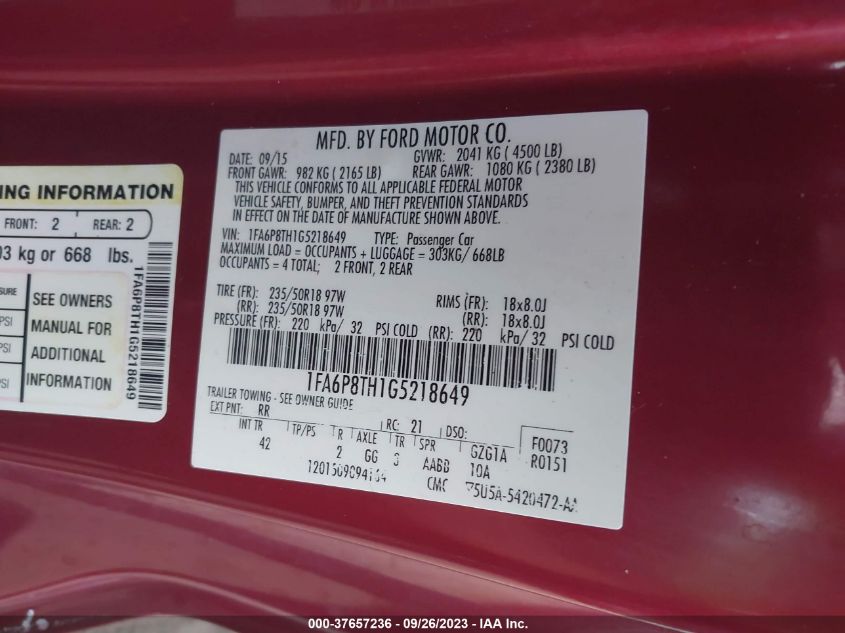 MFD. BY FORD MOTOR CO.
DATE: 09/15 GVWR: 2041 KG ( 4500 LB)
FRONT GAWR: 982 KG ( 2165 LB) REAR GAWR: 1080 KG ( 2380 LB)
THIS VEHICLE CONFORMS TO ALL APPLICABLE FEDERAL MOTOR
VEHICLE SAFETY, BUMPER, AND THEFT PREVENTION STANDARDS
IN EFFECT ON THE DATE OF MANUFACTURE SHOWN ABOVE.
VIN: 1FA6P8TH1G5218649 TYPE: Passenger Car
MAXIMUM LOAD = OCCUPANTS + LUGGAGE = 303KG/ 668LB
OCCUPANTS = 4 TOTAL; 2 FRONT, 2 REAR
TIRE (FR): 235/50R18 97W RIMS (FR): 18x8.0J
(RR): 235/50R18 97W (RR): 18x8.0J
PRESSURE (FR): 220 kPa/ 32 PSI COLD (RR): 220 kPa/ 32 PSI COLD
1FA6P8TH1G5218649
TRAILER TOWING - SEE OWNER GUIDE
EXT PNT: RR RC: 21 DSO: F0073
INT TR TP/PS R AXLE TR SPR GZG1A R0151
42 2 GG AABD 10A
CMC
ING INFORMATION
FRONT: 2 REAR: 2
kg or 668 lbs.
SEE OWNERS
PSI MANUAL FOR
PSI ADDITIONAL
PSI INFORMATION
1FA6P8TH1G5218649
000-37657236 - 09/26/2023 - IAA Inc.